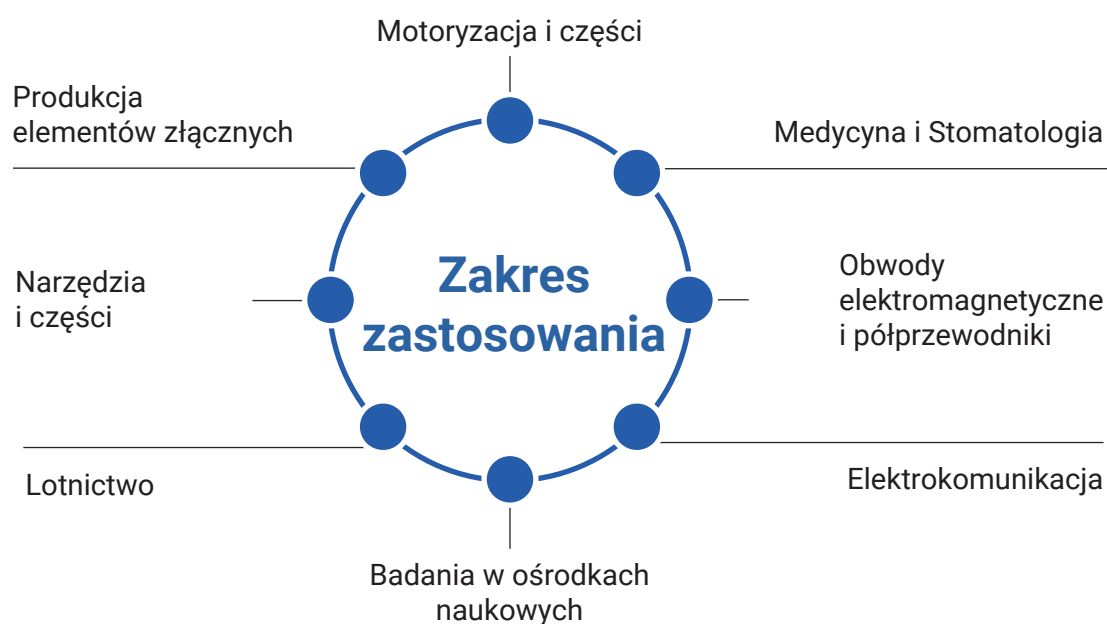 Motoryzacja i części
Produkcja
elementów złącznych
Medycyna i Stomatologia
Narzędzia
i części
Zakres
zastosowania
Obwody
elektromagnetyczne
i półprzewodniki
Lotnictwo
Elektrokomunikacja
Badania w ośrodkach
naukowych